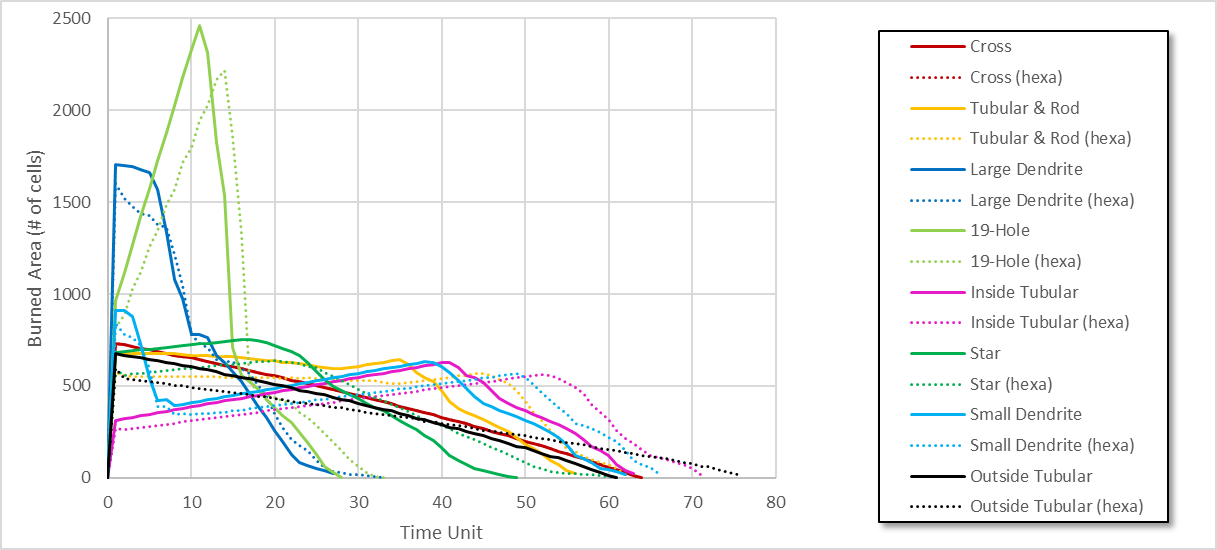 2500
2000
1500
1000
500
0
Burned Area (# of cells)
0 10 20 30 40 50 60 70 80
Time Unit
Cross
Cross (hexa)
Tubular & Rod
Tubular & Rod (hexa)
Large Dendrite
Large Dendrite (hexa)
19-Hole
19-Hole (hexa)
Inside Tubular
Inside Tubular (hexa)
Star
Star (hexa)
Small Dendrite
Small Dendrite (hexa)
Outside Tubular
Outside Tubular (hexa)